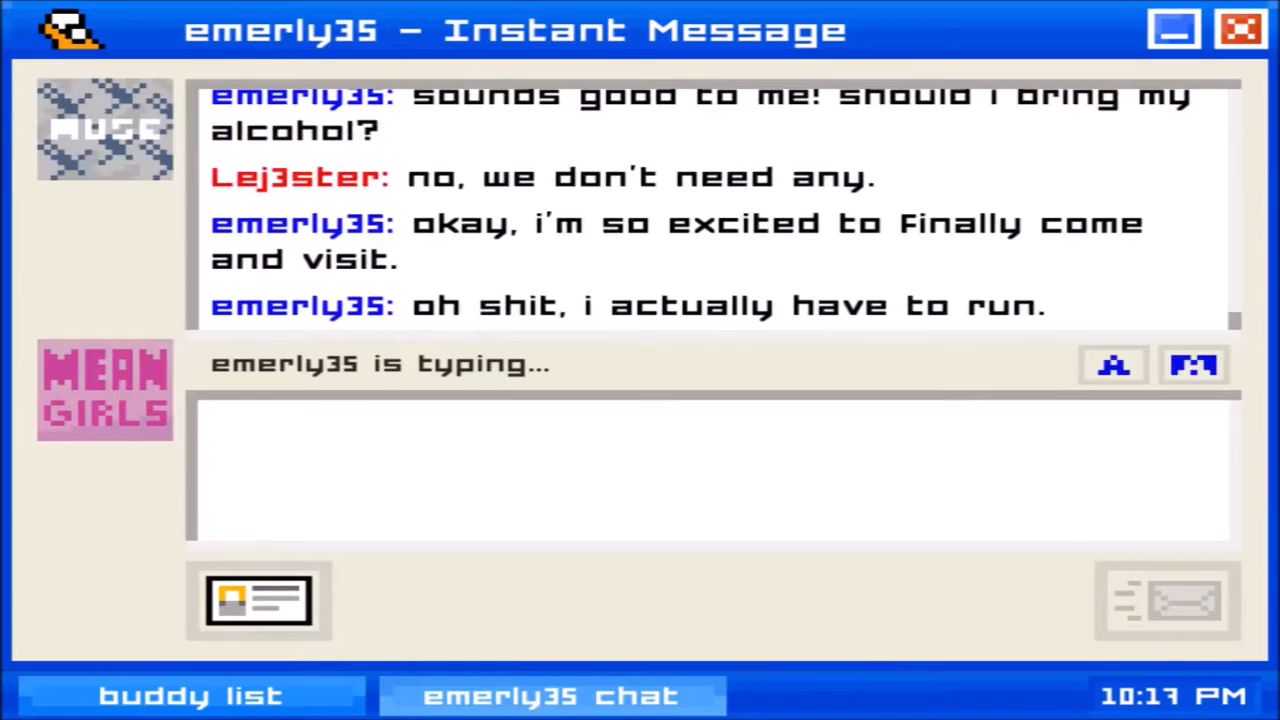 emerly35 - Instant Message
emerly35: sounds good to me! should i bring my
alcohol?
Lej3ster: no, we don't need any.
emerly35: okay, i'm so excited to finally come
and visit.
emerly35: oh shit, i actually have to run.
MUSE
emerly35 is typing...
A
MEAN
GIRLS
buddy list
emerly35 chat
10:17 PM